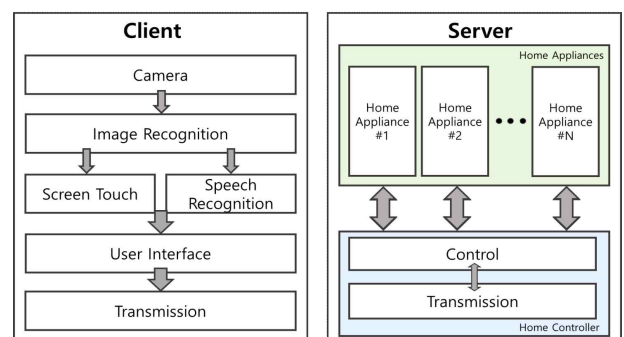 Client
Camera
Image Recognition
Screen Touch
Speech
Recognition
User Interface
Transmission
Server
Home Appliances
Home
Appliance
#1
Home
Appliance
#2
Home
Appliance
#N
Control
Transmission
Home Controller